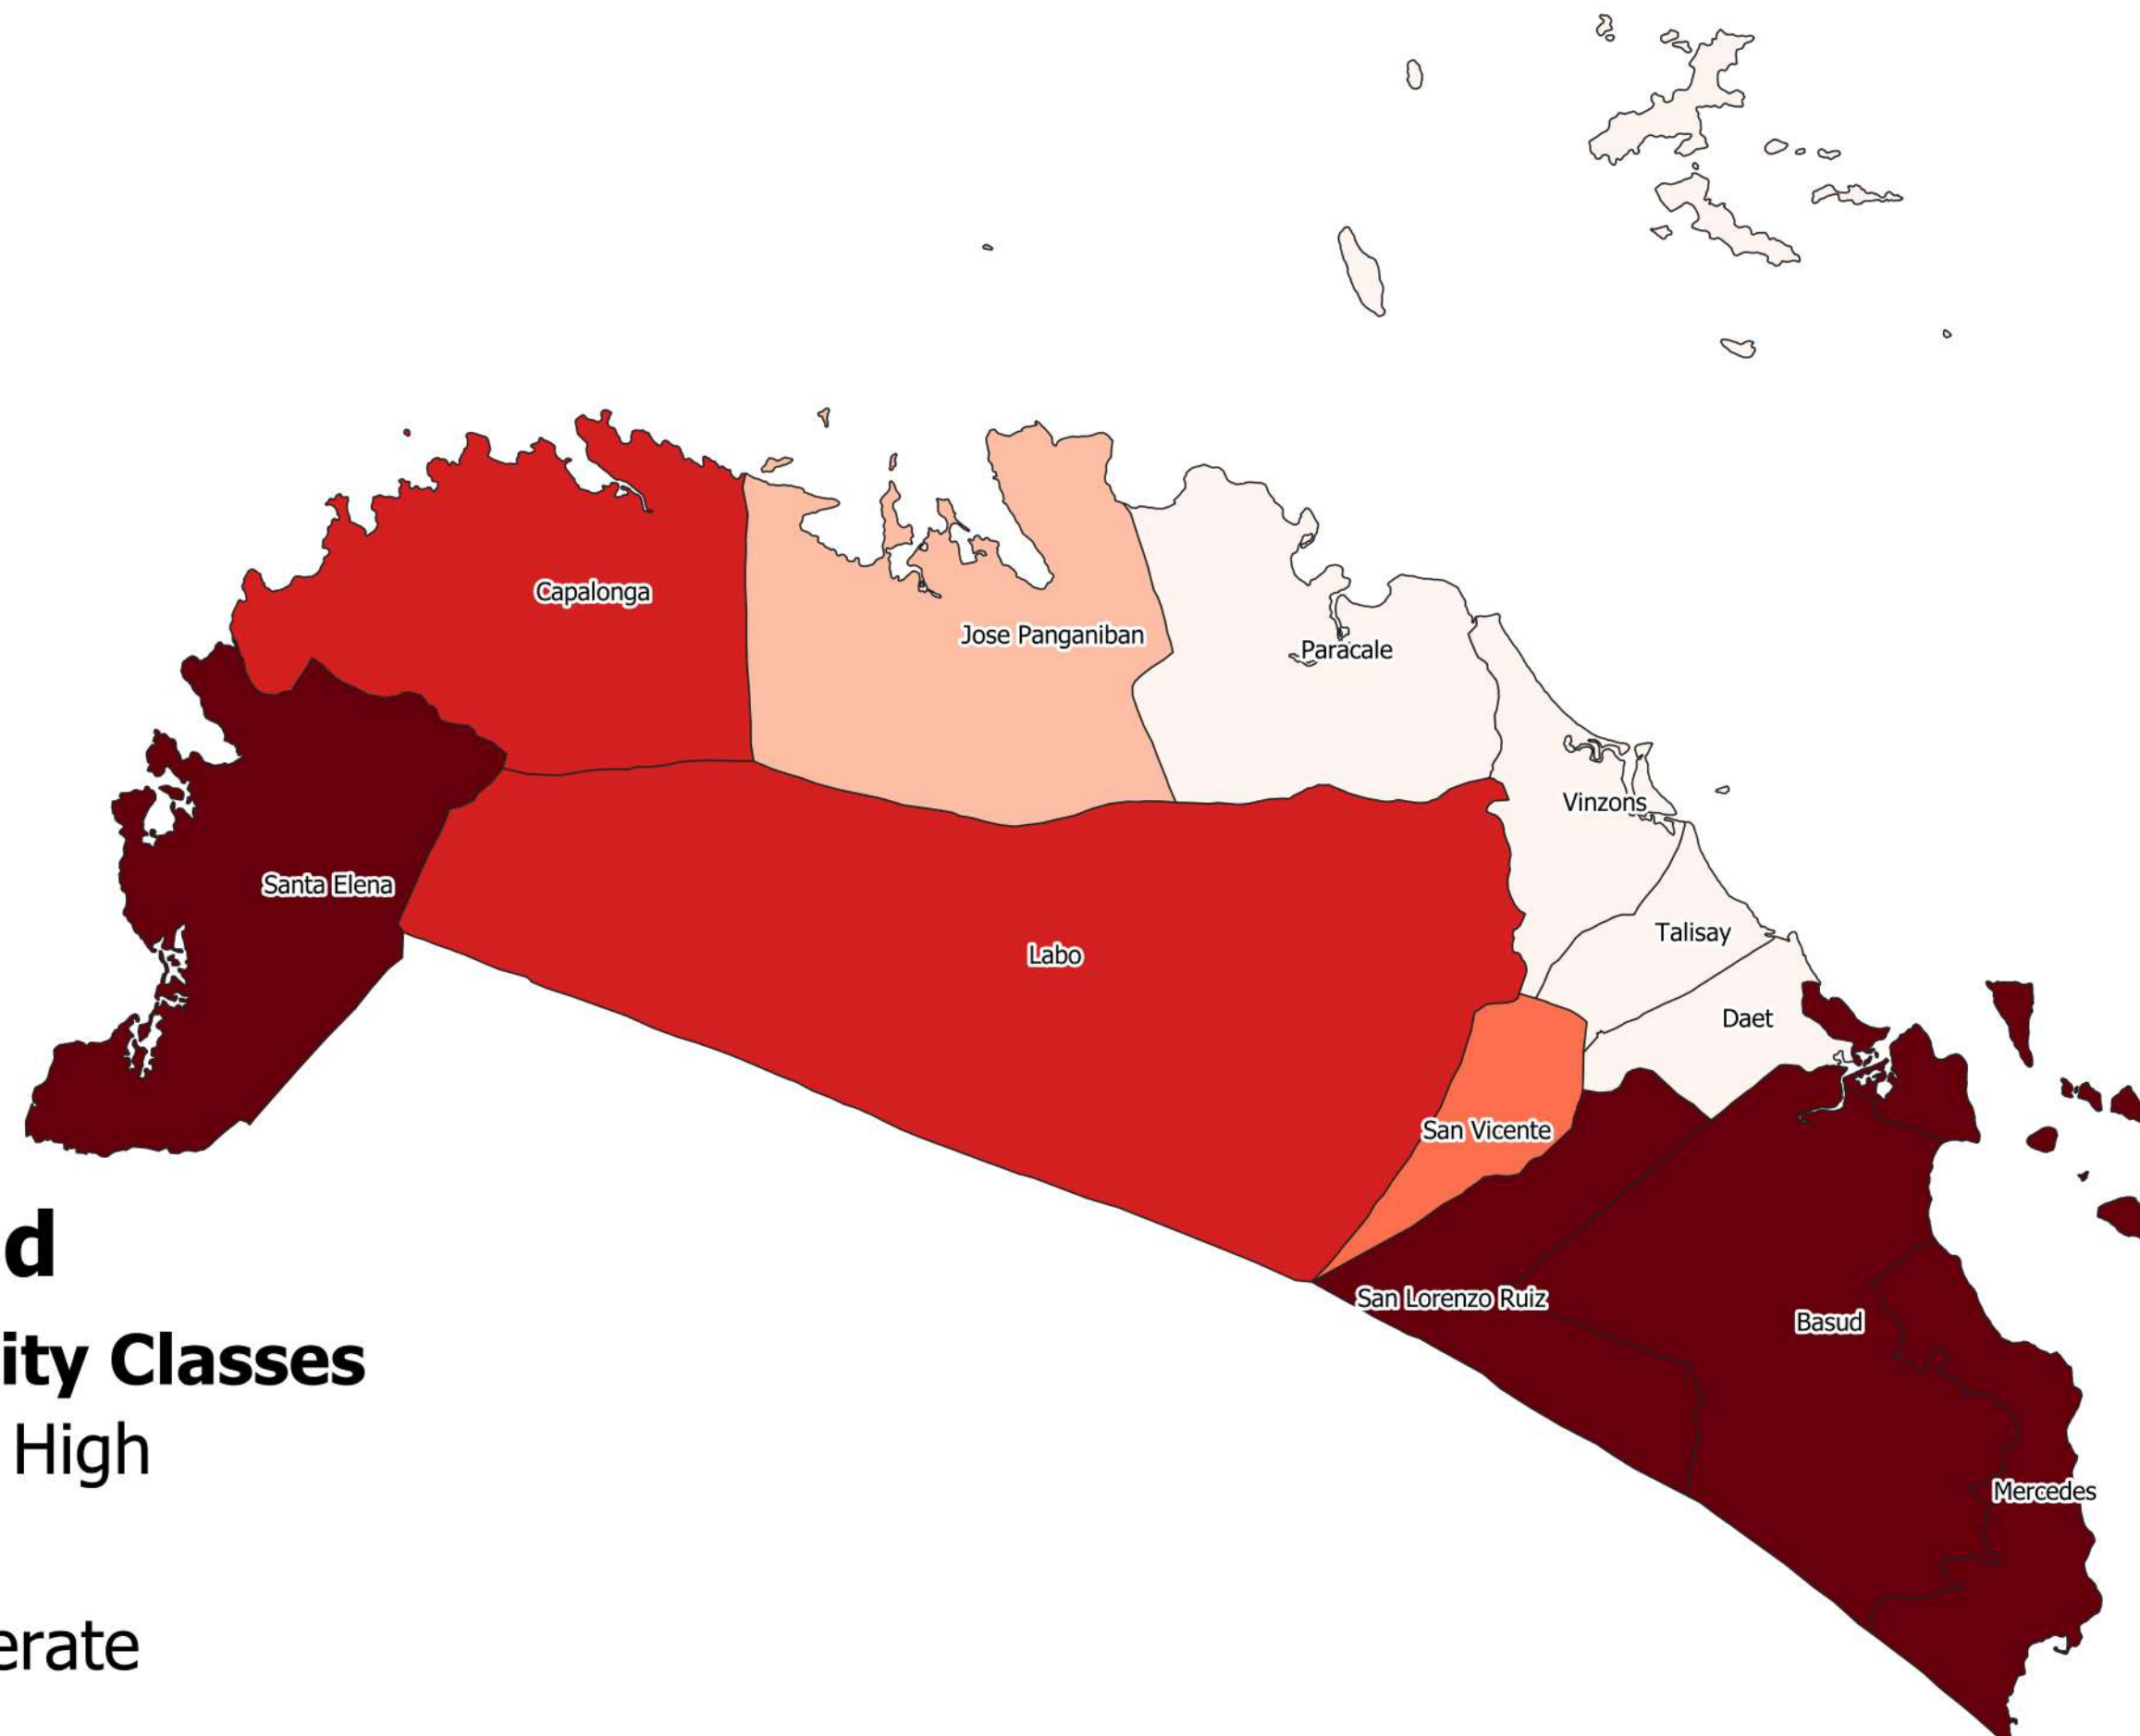 Capalonga
Jose Panganiban
Paracale
Vinzons
Santa Elena
Talisay
Labo
Daet
San Vicente
d
San Lorenzo Ruiz
Basud
ity Classes
High
Mercedes
erate